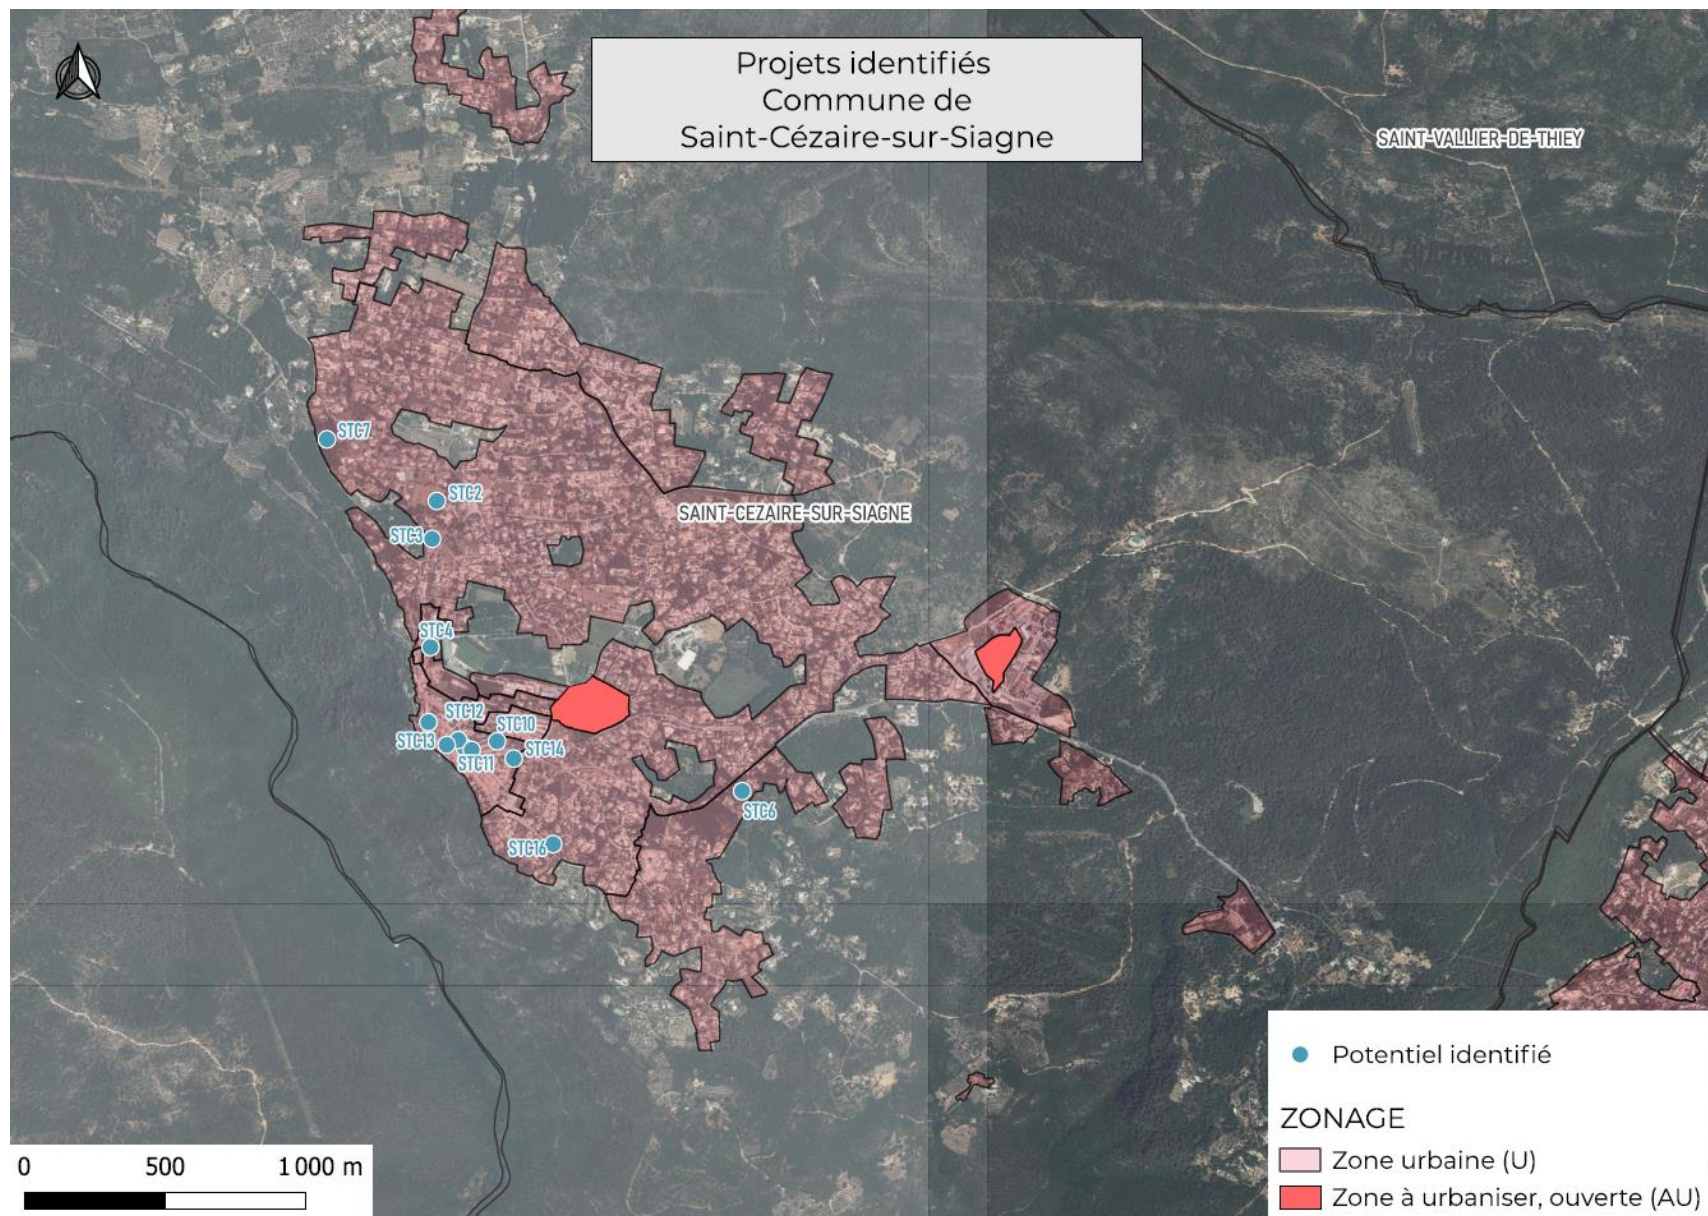 Projets identifiés
Commune de
Saint-Cézaire-sur-Siagne
SAINT-VALLIER-DE-THIEY
STC7
STC2
SAINT-CEZAIRE-SUR-SIAGNE
STC3
STC4
STC12
STC10
STC13
STC14
STC11
STC6
STC16
Potentiel identifié
ZONAGE
Zone urbaine (U)
Zone à urbaniser, ouverte (AU)
0 500 1 000 m